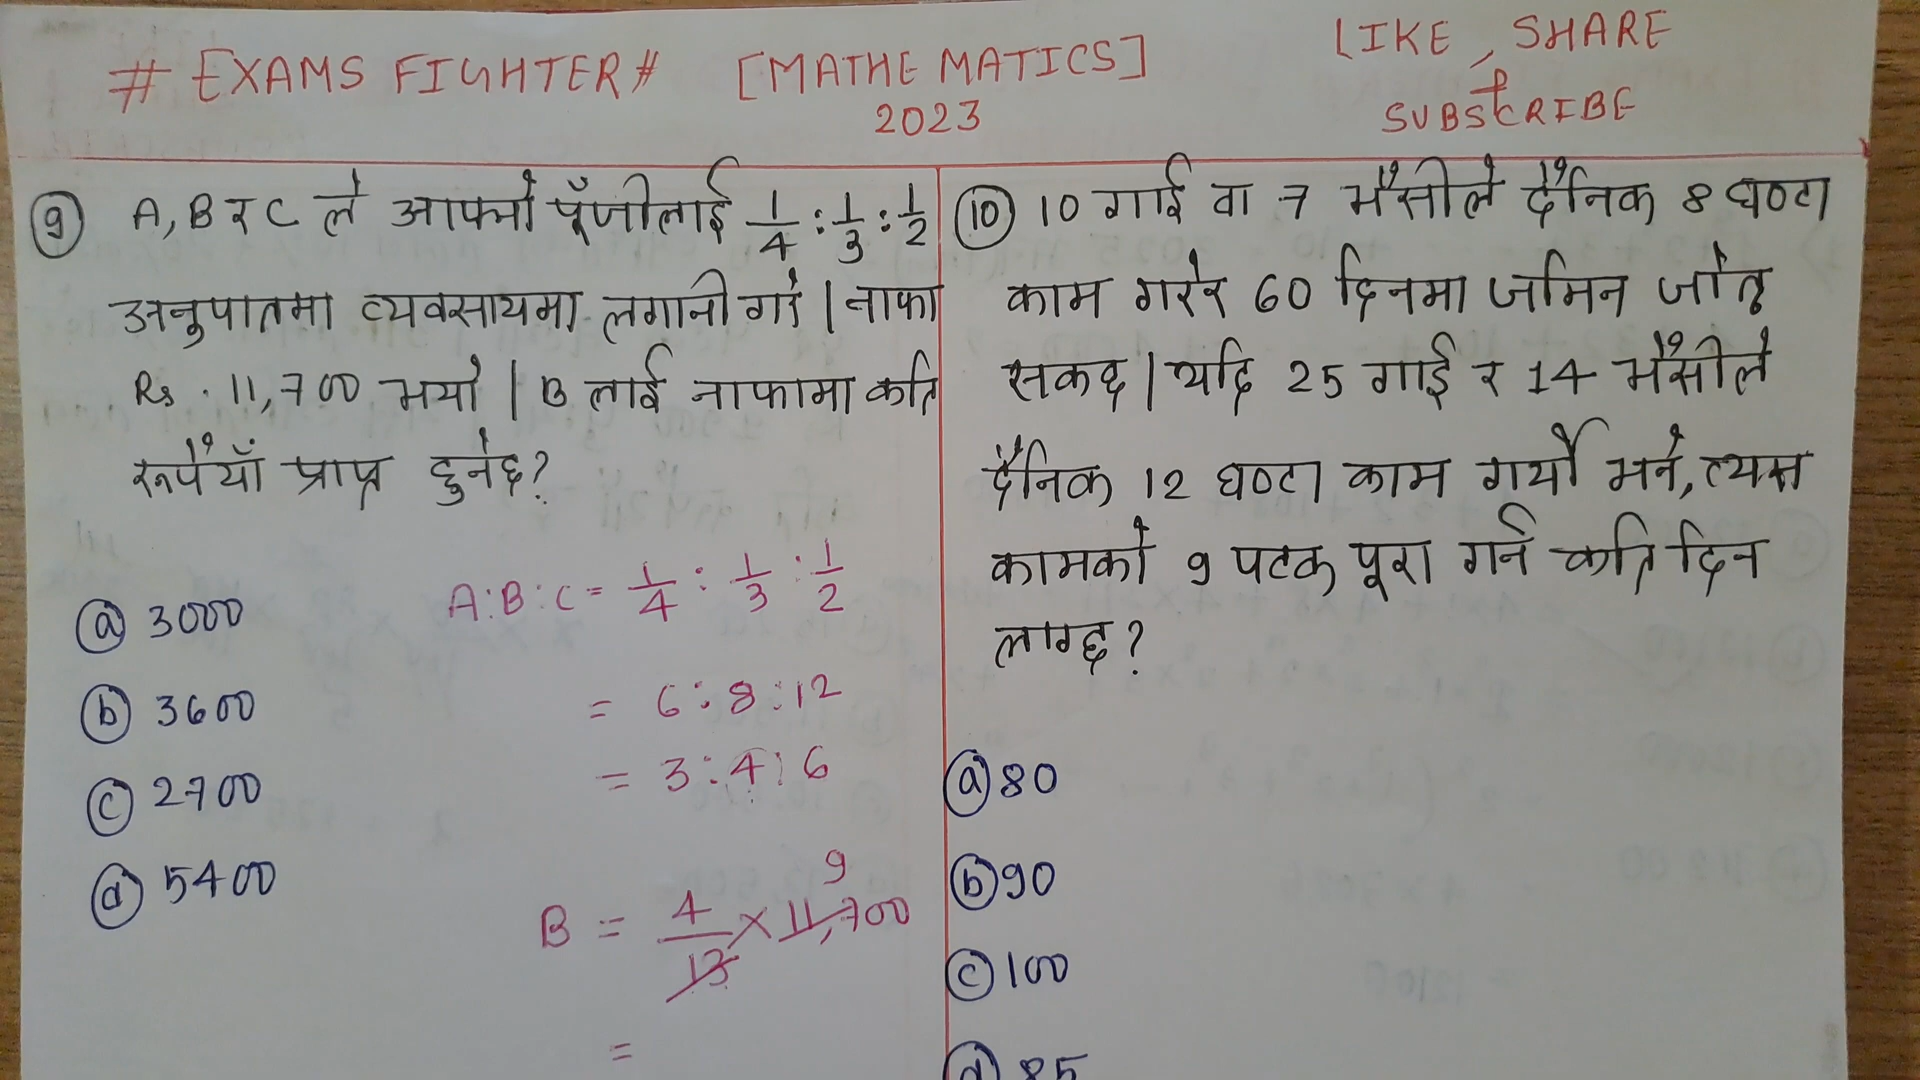 # EXAMS FIGHTER # [MATHEMATICS]
2023
LIKE, SHARE
&
SUBSCRIBE
9 A, B र C ले आफ्नो पूँजीलाई 1/4 : 1/3 : 1/2
अनुपातमा व्यवसायमा लगानी गरे | नाफा
Rs. 11,700 भयो | B लाई नाफामा कति
रूपैयाँ प्राप्त हुनेछ?
A:B:C = 1/4 : 1/3 : 1/2
(a) 3000
(b) 3600
= 6:8:12
(c) 2700
= 3:4:6
(d) 5400
9
B = 4/13 × 11,700
=
10 10 गाई वा 7 भैंसीले दैनिक 8 घण्टा
काम गरेर 60 दिनमा जमिन जोत्न
सक्छ | यदि 25 गाई र 14 भैंसीले
दैनिक 12 घण्टा काम गर्यो भने, त्यस
कामको 9 पटक पूरा गर्न कति दिन
लाग्छ?
(a) 80
(b) 90
(c) 100
(d) 85